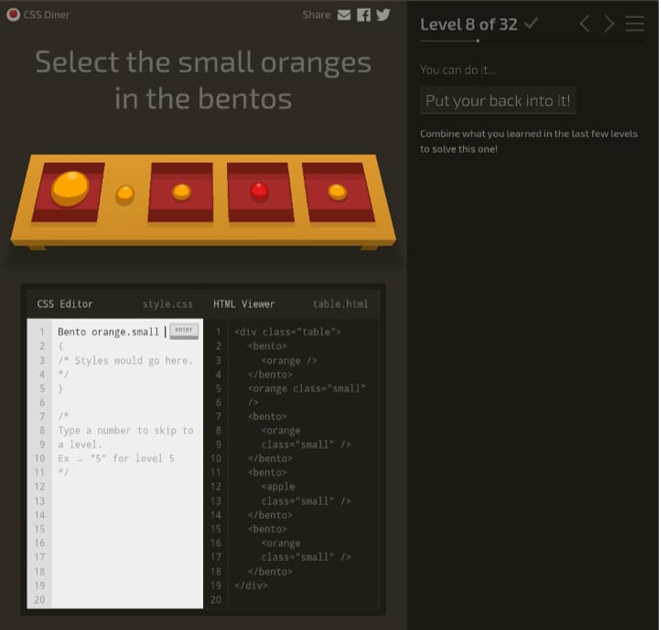 CSS Diner
Share
Level 8 of 32
Select the small oranges
in the bentos
You can do it...
Put your back into it!
Combine what you learned in the last few levels
to solve this one!
CSS Editor
style.css
HTML Viewer
table.html
1 Bento orange.small
enter
2 {
3 /* Styles would go here.
4 */
5 }
6
7 /*
8 Type a number to skip to
9 a level.
10 Ex → "5" for level 5
11 */
12
13
14
15
16
17
18
19
20
1 <div class="table">
2 <bento>
3 <orange />
4 </bento>
5 <orange class="small"
6 />
7 <bento>
8 <orange
9 class="small" />
10 </bento>
11 <bento>
12 <apple
13 class="small" />
14 </bento>
15 <bento>
16 <orange
17 class="small" />
18 </bento>
19 </div>
20